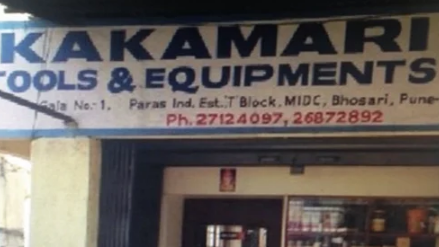 KAKAMARI
TOOLS & EQUIPMENTS
Gala No:-1, Paras Ind. Est. T Block, MIDC, Bhosari, Pune
Ph. 27124097, 26872892